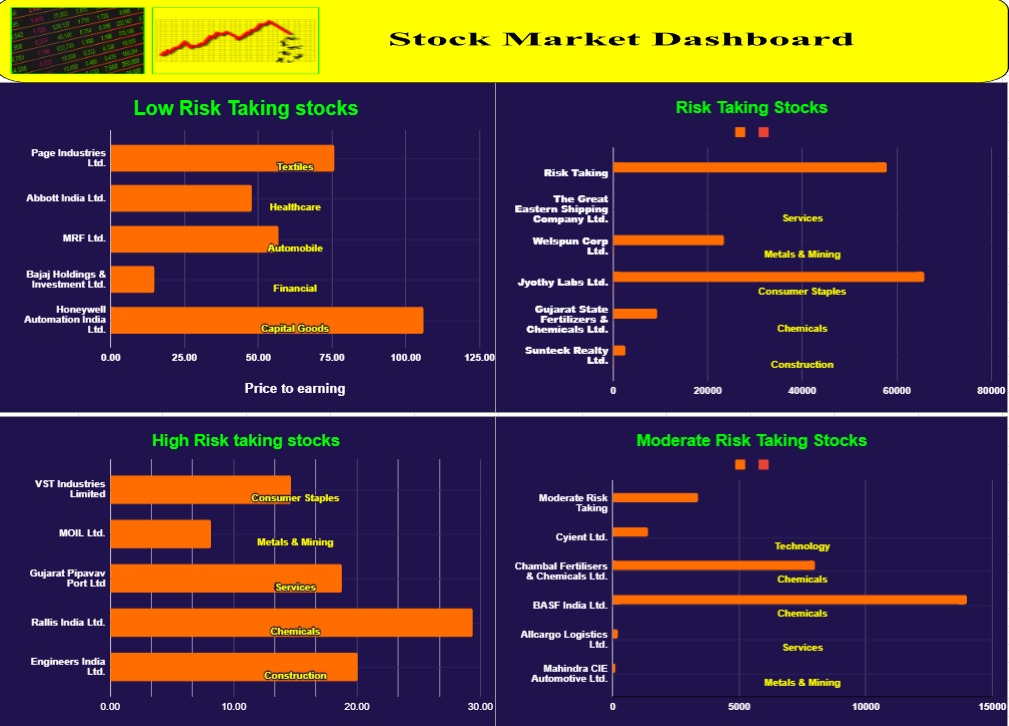 Stock Market Dashboard
Low Risk Taking stocks
Page Industries
Ltd.
Textiles
Abbott India Ltd.
Healthcare
MRF Ltd.
Automobile
Bajaj Holdings &
Investment Ltd.
Financial
Honeywell
Automation India
Ltd.
Capital Goods
0.00 25.00 50.00 75.00 100.00 125.00
Price to earning
Risk Taking Stocks
Risk Taking
The Great
Eastern Shipping
Company Ltd.
Services
Welspun Corp
Ltd.
Metals & Mining
Jyothy Labs Ltd.
Consumer Staples
Gujarat State
Fertilizers &
Chemicals Ltd.
Chemicals
Sunteck Realty
Ltd.
Construction
0 20000 40000 60000 80000
High Risk taking stocks
VST Industries
Limited
Consumer Staples
MOIL Ltd.
Metals & Mining
Gujarat Pipavav
Port Ltd
Services
Rallis India Ltd.
Chemicals
Engineers India
Ltd.
Construction
0.00 10.00 20.00 30.00
Moderate Risk Taking Stocks
Moderate Risk
Taking
Cyient Ltd.
Technology
Chambal Fertilisers
& Chemicals Ltd.
Chemicals
BASF India Ltd.
Chemicals
Allcargo Logistics
Ltd.
Services
Mahindra CIE
Automotive Ltd.
Metals & Mining
0 5000 10000 15000